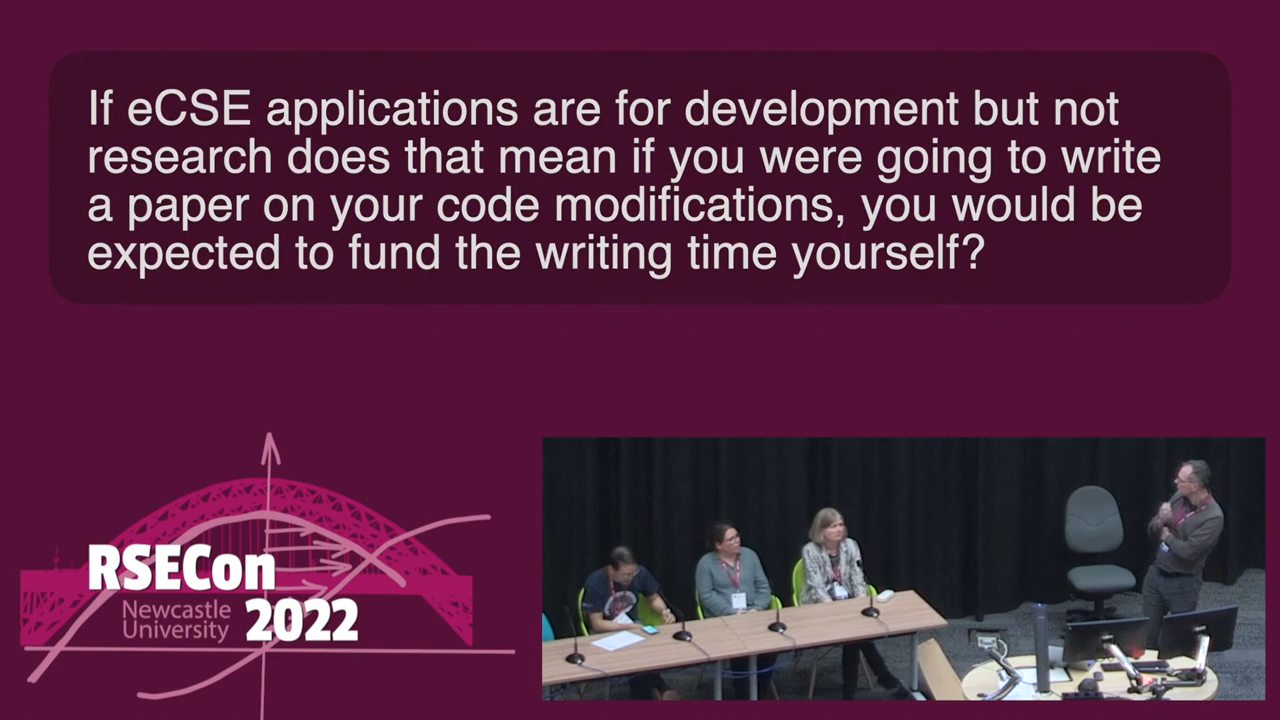 If eCSE applications are for development but not
research does that mean if you were going to write
a paper on your code modifications, you would be
expected to fund the writing time yourself?
RSECon
Newcastle
University
2022